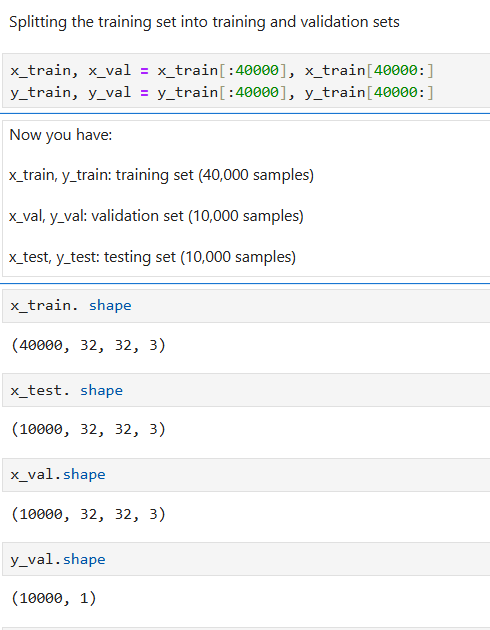 Splitting the training set into training and validation sets
x_train, x_val = x_train[:40000], x_train[40000:]
y_train, y_val = y_train[:40000], y_train[40000:]
Now you have:
x_train, y_train: training set (40,000 samples)
x_val, y_val: validation set (10,000 samples)
x_test, y_test: testing set (10,000 samples)
x_train. shape
(40000, 32, 32, 3)
x_test. shape
(10000, 32, 32, 3)
x_val.shape
(10000, 32, 32, 3)
y_val.shape
(10000, 1)